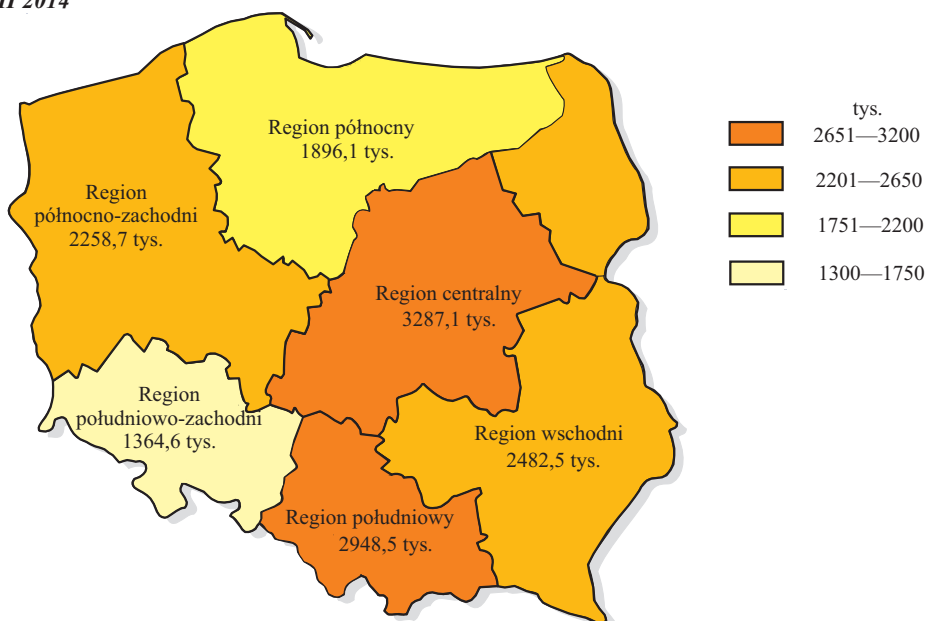 2014
Region północny
1896,1 tys.
Region
północno-zachodni
2258,7 tys.
Region centralny
3287,1 tys.
Region
południowo-zachodni
1364,6 tys.
Region wschodni
2482,5 tys.
Region południowy
2948,5 tys.
tys.
2651—3200
2201—2650
1751—2200
1300—1750